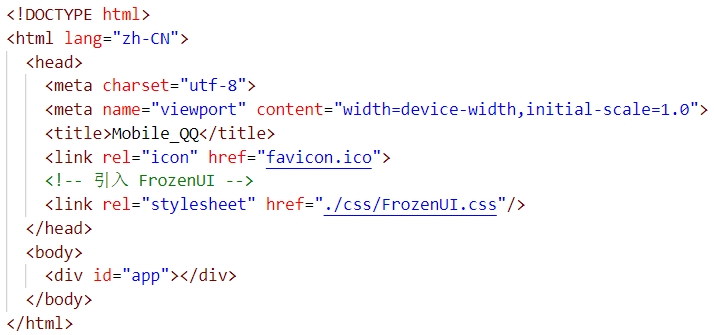 <!DOCTYPE html>
<html lang="zh-CN">
  <head>
    <meta charset="utf-8">
    <meta name="viewport" content="width=device-width,initial-scale=1.0">
    <title>Mobile_QQ</title>
    <link rel="icon" href="favicon.ico">
    <!-- 引入 FrozenUI -->
    <link rel="stylesheet" href="./css/FrozenUI.css"/>
  </head>
  <body>
    <div id="app"></div>
  </body>
</html>